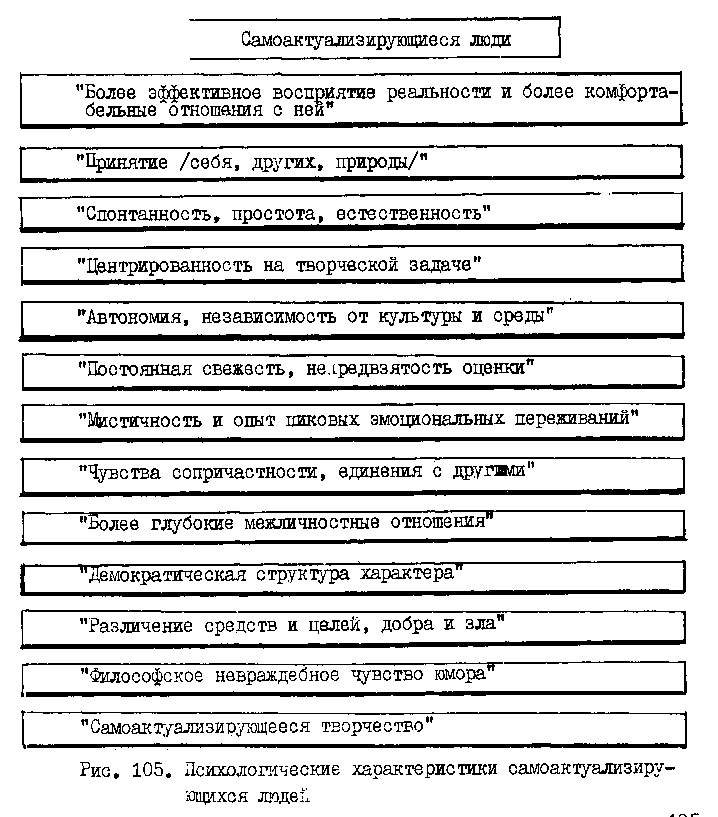 Самоактуализирующиеся люди
"Более эффективное восприятие реальности и более комфорта-
бельные отношения с ней"
"Принятие /себя, других, природы/"
"Спонтанность, простота, естественность"
"Центрированность на творческой задаче"
"Автономия, независимость от культуры и среды"
"Постоянная свежесть, непредвзятость оценки"
"Мистичность и опыт пиковых эмоциональных переживаний"
"Чувства сопричастности, единения с другими"
"Более глубокие межличностные отношения"
"Демократическая структура характера"
"Различение средств и целей, добра и зла"
"Философское невраждебное чувство юмора"
"Самоактуализирующееся творчество"
Рис. 105. Психологические характеристики самоактуализиру-
ющихся людей